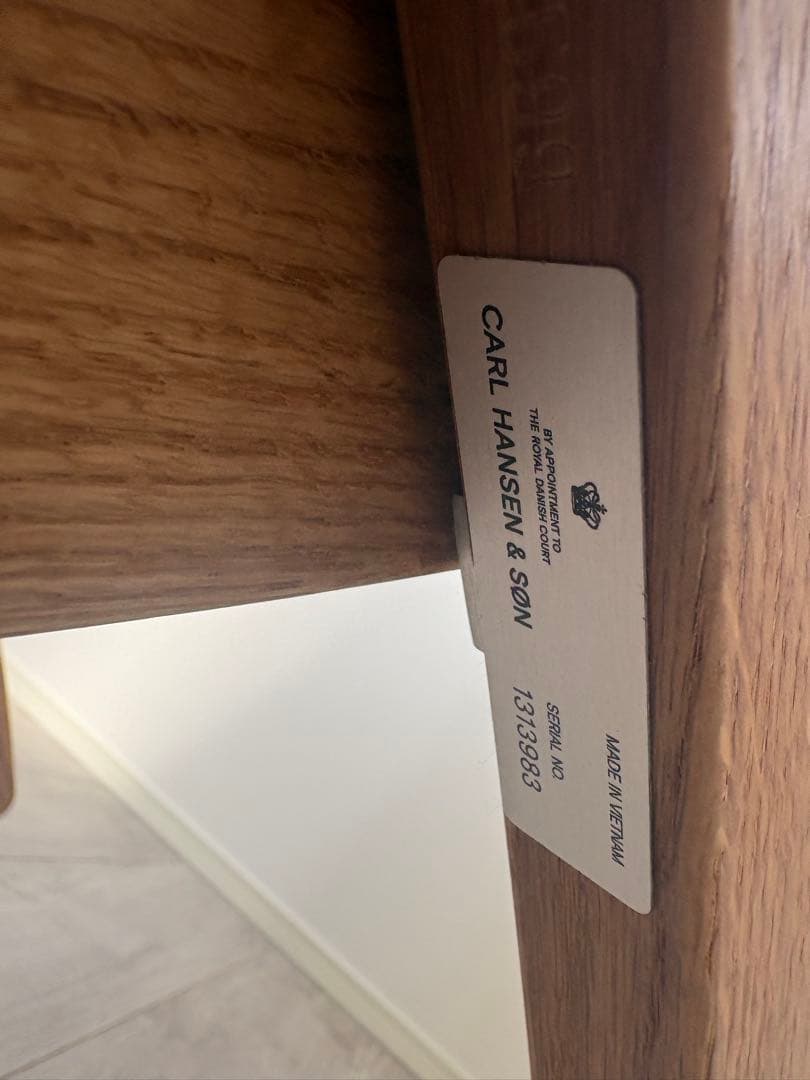 BY APPOINTMENT TO
THE ROYAL DANISH COURT
CARL HANSEN & SØN
MADE IN VIETNAM
SERIAL NO.
1313983